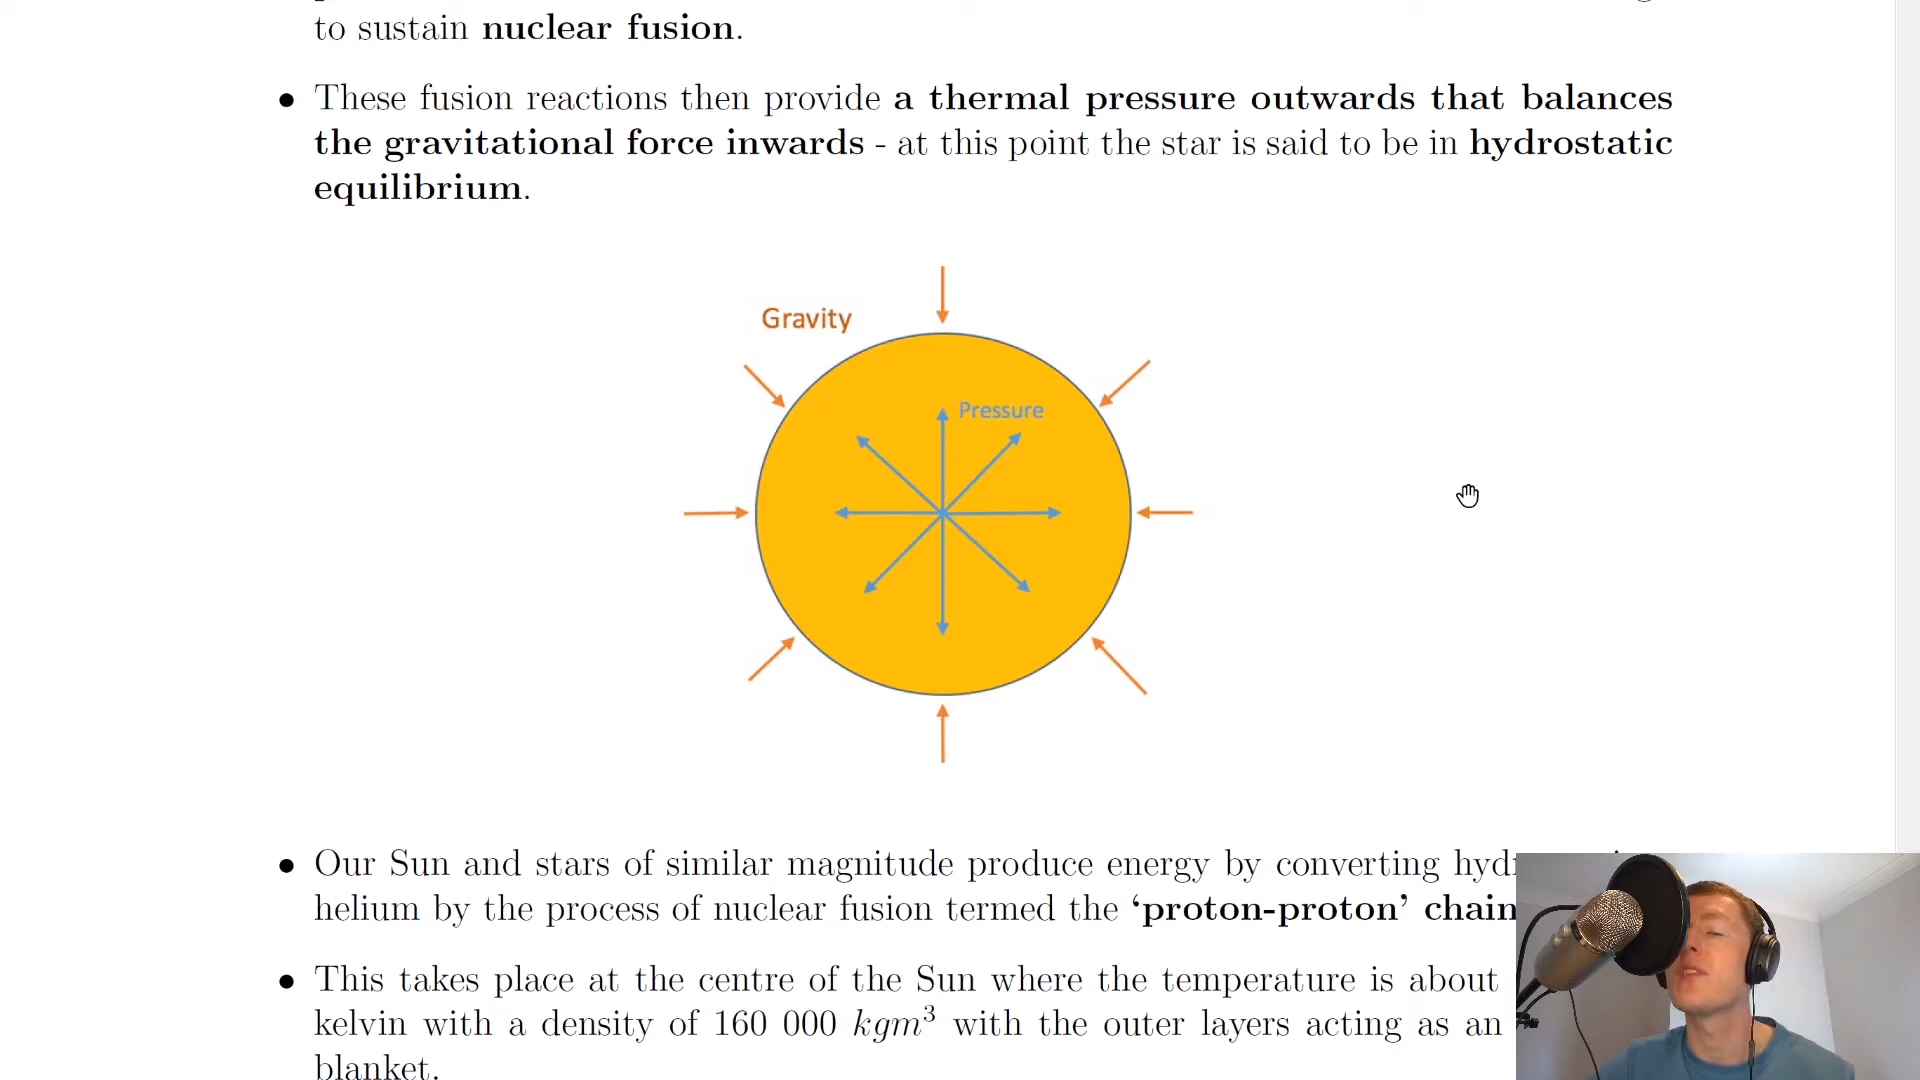 to sustain nuclear fusion.
• These fusion reactions then provide a thermal pressure outwards that balances
the gravitational force inwards - at this point the star is said to be in hydrostatic
equilibrium.
Gravity
Pressure
• Our Sun and stars of similar magnitude produce energy by converting
helium by the process of nuclear fusion termed the ‘proton-proton’ chain
• This takes place at the centre of the Sun where the temperature is about
kelvin with a density of 160 000 kgm³ with the outer layers acting as an
blanket.